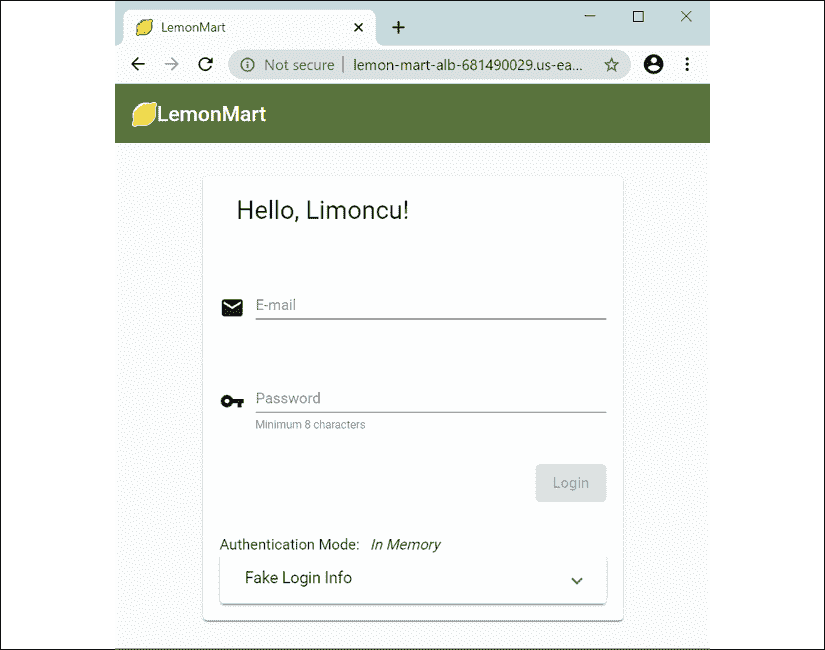 LemonMart
Not secure | lemon-mart-alb-681490029.us-ea...
LemonMart
Hello, Limoncu!
E-mail
Password
Minimum 8 characters
Login
Authentication Mode: In Memory
Fake Login Info